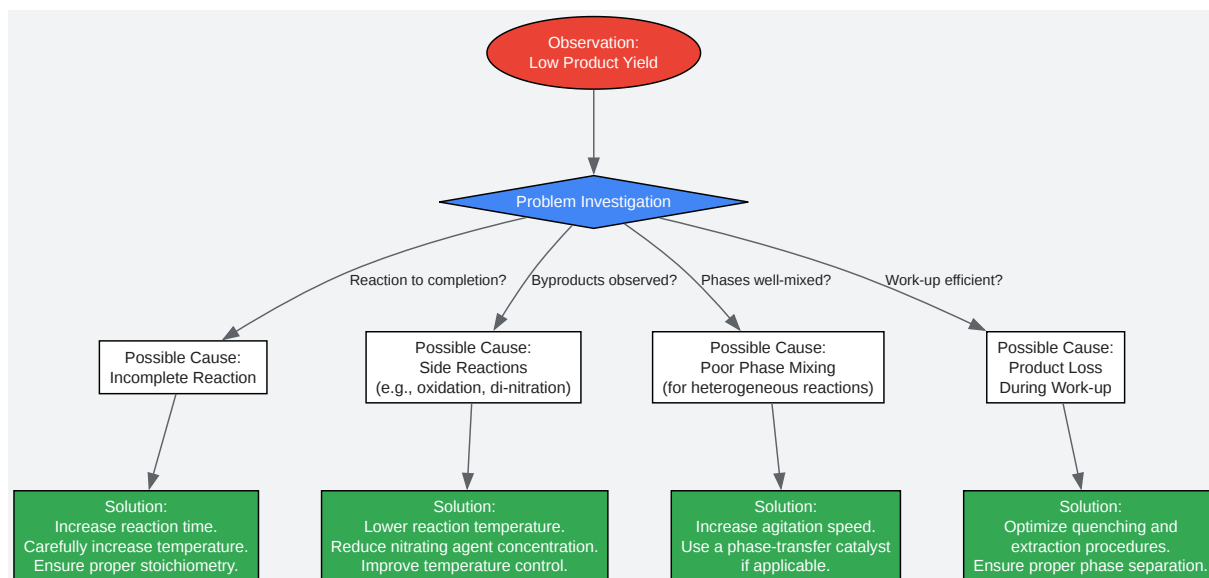 Observation:
Low Product Yield
Problem Investigation
Reaction to completion?
Byproducts observed?
Phases well-mixed?
Work-up efficient?
Possible Cause:
Incomplete Reaction
Possible Cause:
Side Reactions
(e.g., oxidation, di-nitration)
Possible Cause:
Poor Phase Mixing
(for heterogeneous reactions)
Possible Cause:
Product Loss
During Work-up
Solution:
Increase reaction time.
Carefully increase temperature.
Ensure proper stoichiometry.
Solution:
Lower reaction temperature.
Reduce nitrating agent concentration.
Improve temperature control.
Solution:
Increase agitation speed.
Use a phase-transfer catalyst
if applicable.
Solution:
Optimize quenching and
extraction procedures.
Ensure proper phase separation.